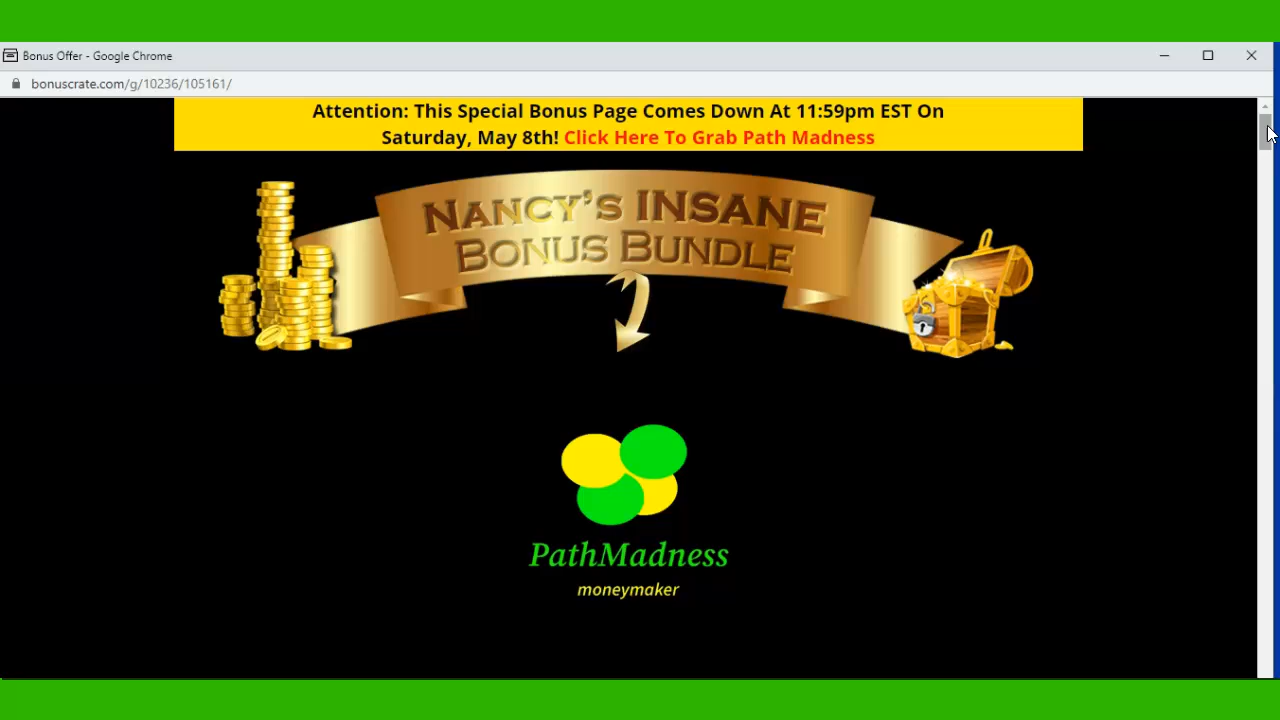 Bonus Offer - Google Chrome
bonuscrate.com/g/10236/105161/
Attention: This Special Bonus Page Comes Down At 11:59pm EST On
Saturday, May 8th! Click Here To Grab Path Madness
NANCY'S INSANE
BONUS BUNDLE
PathMadness
moneymaker